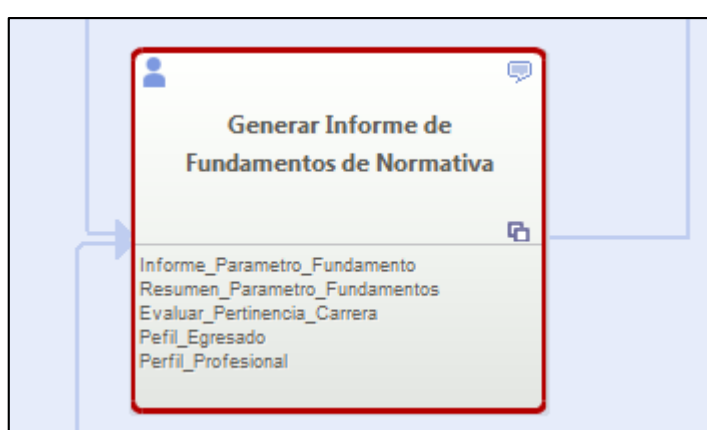 Generar Informe de
Fundamentos de Normativa
Informe_Parametro_Fundamento
Resumen_Parametro_Fundamentos
Evaluar_Pertinencia_Carrera
Pefil_Egresado
Perfil_Profesional